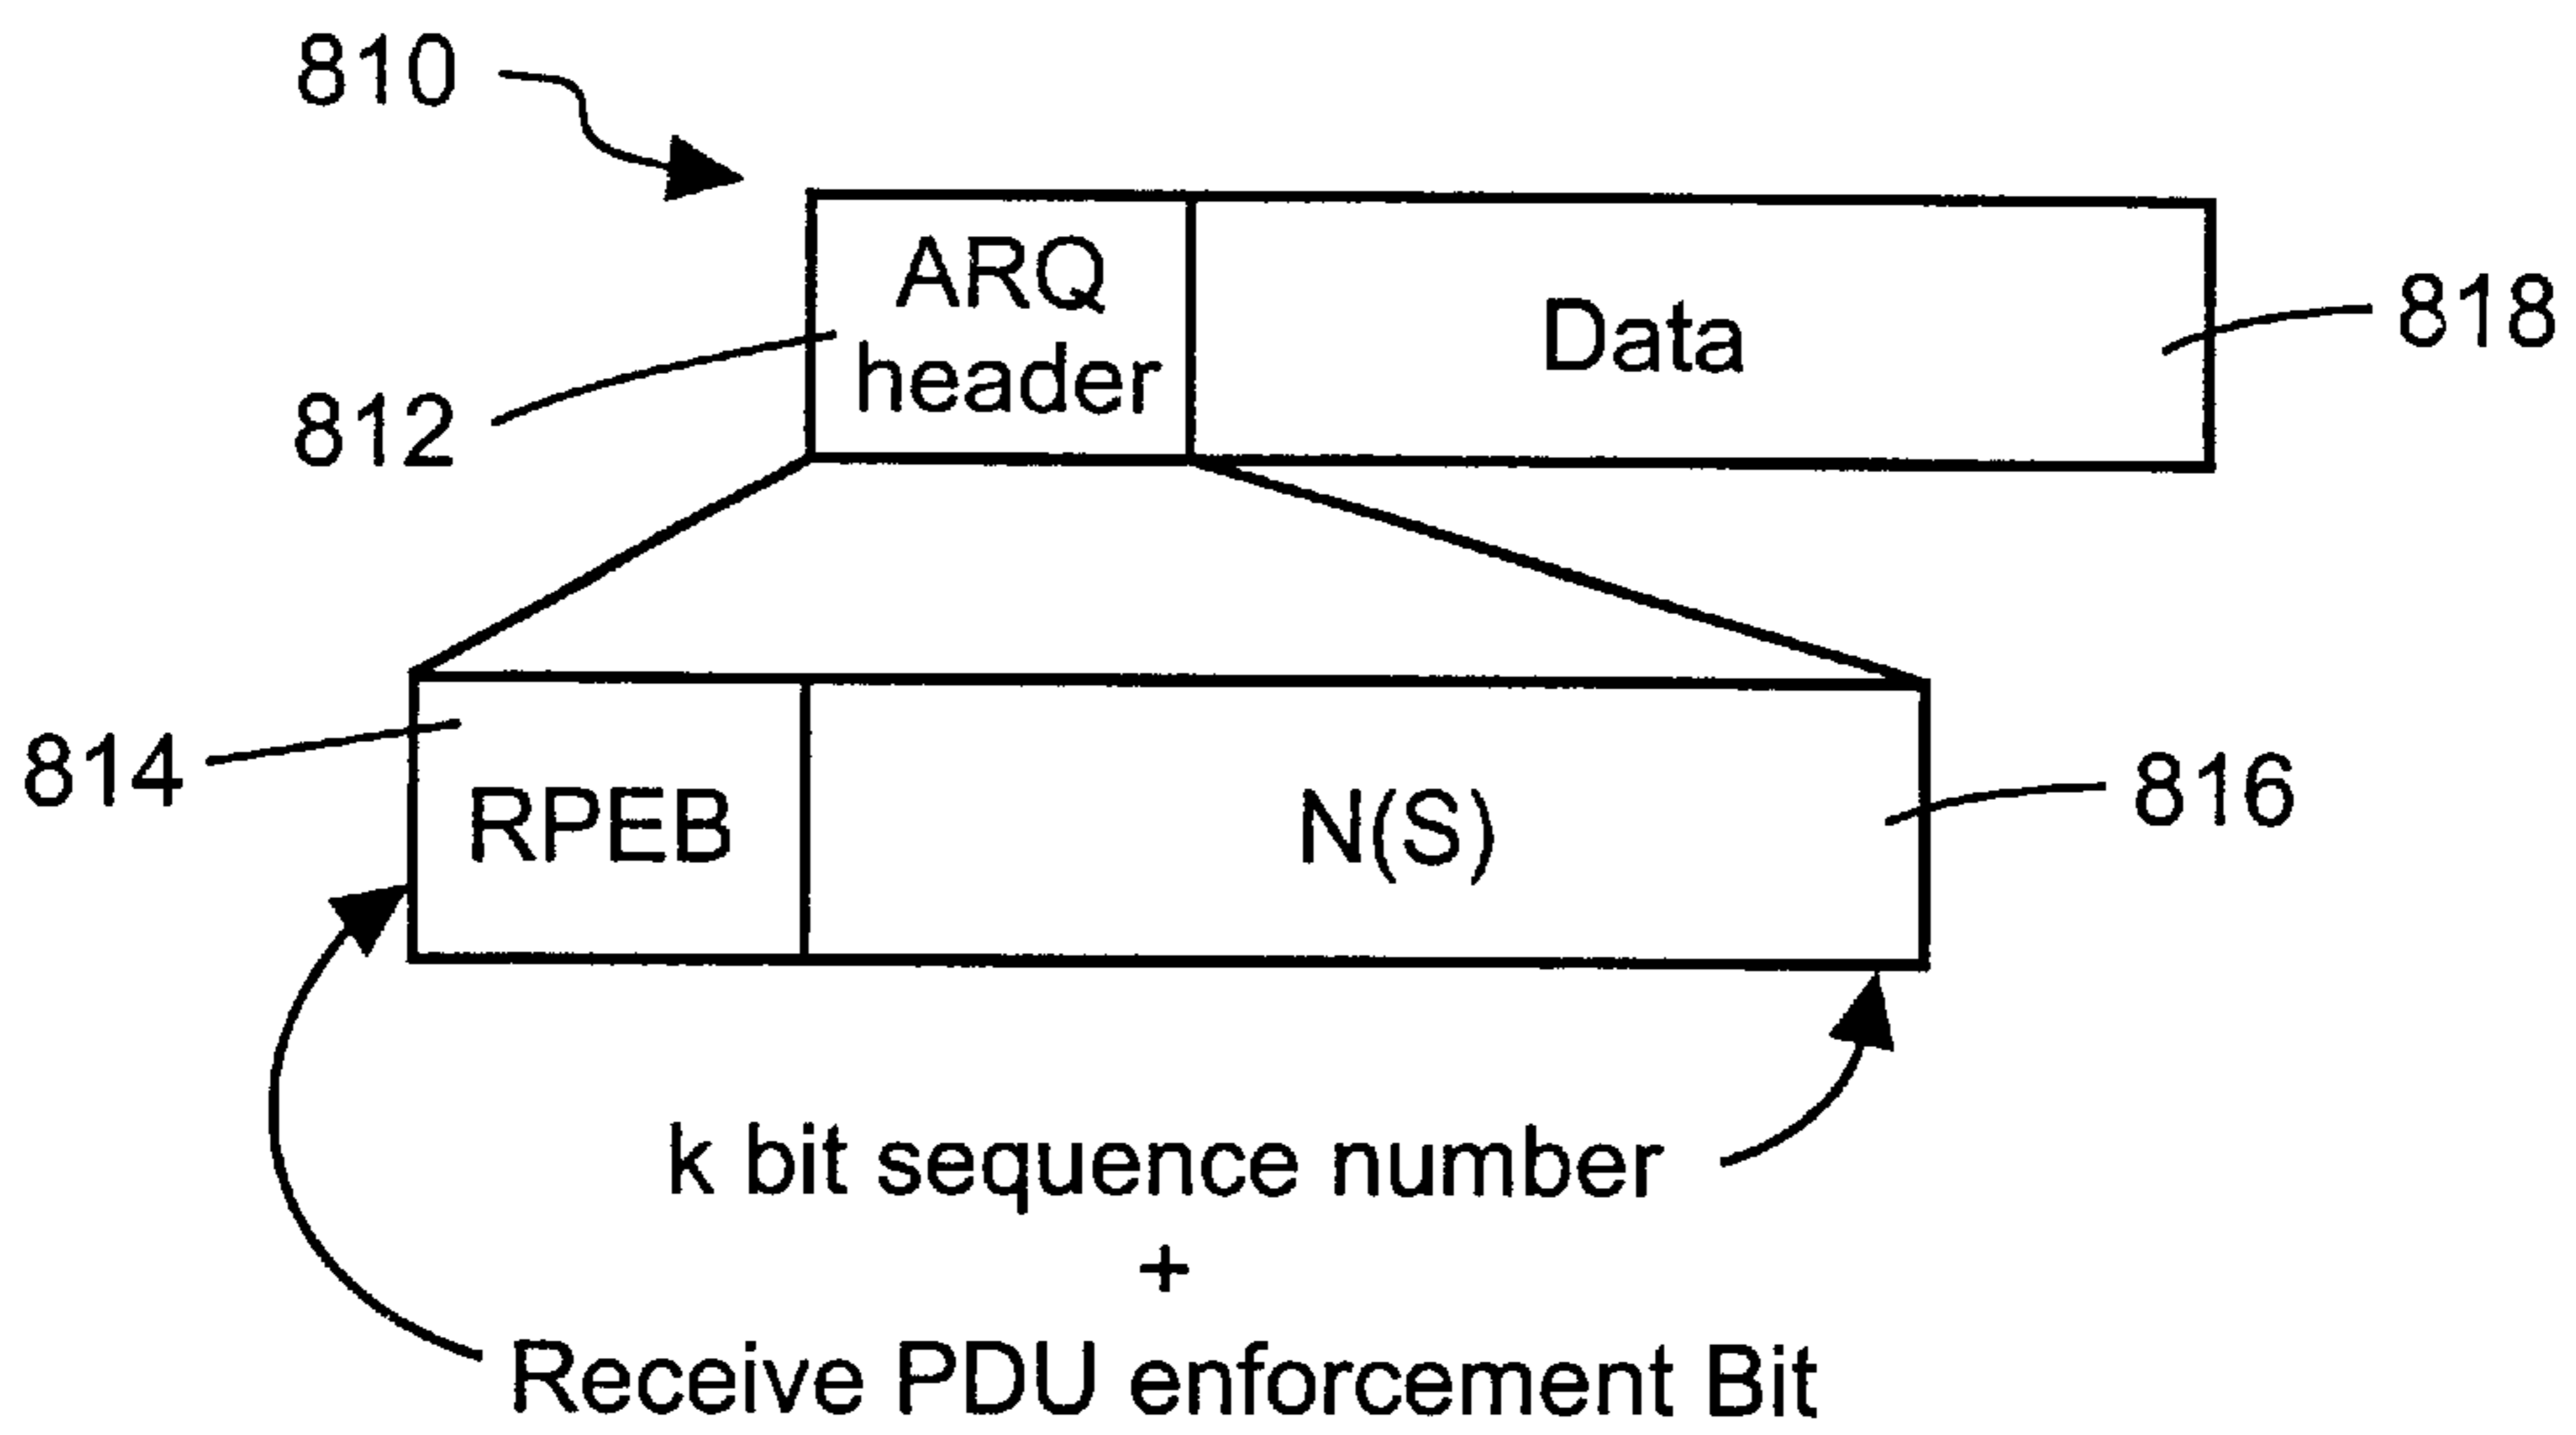 810
ARQ
header
Data
818
812
814
RPEB
N(S)
816
k bit sequence number
+
Receive PDU enforcement Bit